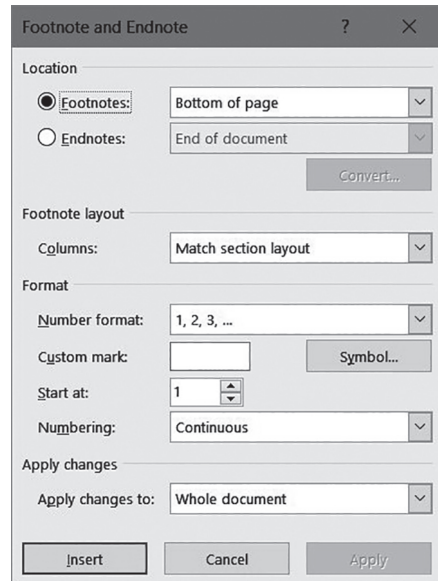 Footnote and Endnote ? ×
Location
Footnotes: Bottom of page
Endnotes: End of document
Convert...
Footnote layout
Columns: Match section layout
Format
Number format: 1, 2, 3, ...
Custom mark: Symbol...
Start at: 1
Numbering: Continuous
Apply changes
Apply changes to: Whole document
Insert Cancel Apply